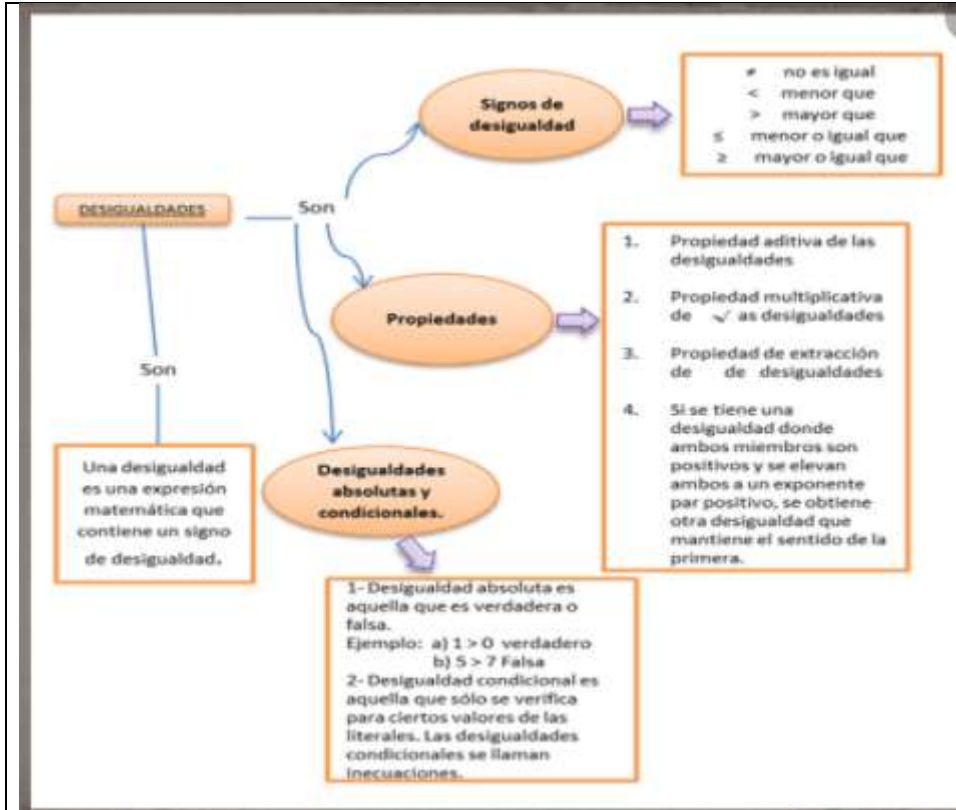 DESIGUALDADES
Son
Una desigualdad
es una expresión
matemática que
contiene un signo
de desigualdad.
Son
Signos de
desigualdad
≠ no es igual
< menor que
> mayor que
≤ menor o igual que
≥ mayor o igual que
Propiedades
1. Propiedad aditiva de las
desigualdades
2. Propiedad multiplicativa
de √ as desigualdades
3. Propiedad de extracción
de de desigualdades
4. Si se tiene una
desigualdad donde
ambos miembros son
positivos y se elevan
ambos a un exponente
par positivo, se obtiene
otra desigualdad que
mantiene el sentido de la
primera.
Desigualdades
absolutas y
condicionales.
1- Desigualdad absoluta es
aquella que es verdadera o
falsa.
Ejemplo: a) 1 > 0 verdadero
b) 5 > 7 Falsa
2- Desigualdad condicional es
aquella que sólo se verifica
para ciertos valores de las
literales. Las desigualdades
condicionales se llaman
inecuaciones.